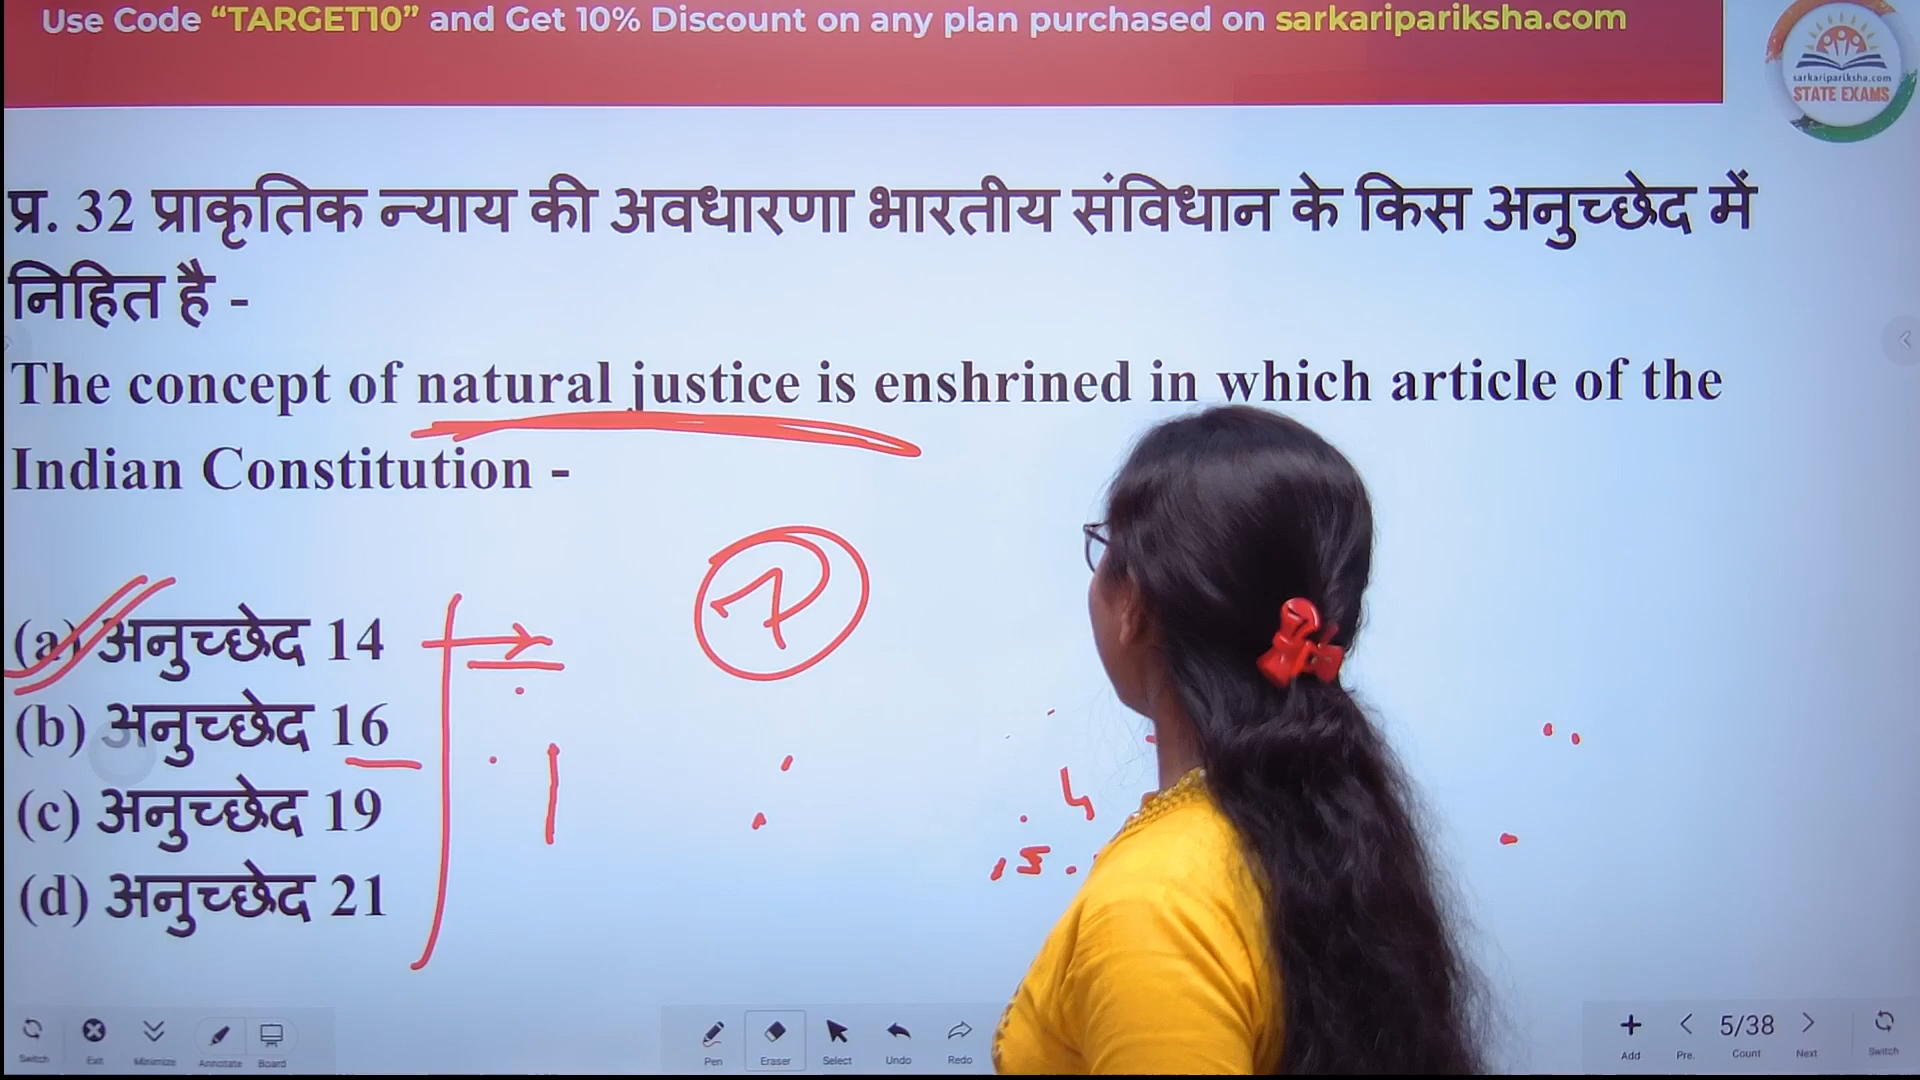 Use Code “TARGET10” and Get 10% Discount on any plan purchased on sarkaripariksha.com
sarkaripariksha.com
STATE EXAMS
प्र. 32 प्राकृतिक न्याय की अवधारणा भारतीय संविधान के किस अनुच्छेद में
निहित है -
The concept of natural justice is enshrined in which article of the
Indian Constitution -
(a) अनुच्छेद 14
(b) अनुच्छेद 16
(c) अनुच्छेद 19
(d) अनुच्छेद 21
Switch
Exit
Minimize
Annotate
Board
Pen
Eraser
Select
Undo
Redo
Add
Pre.
5/38
Count
Next
Switch